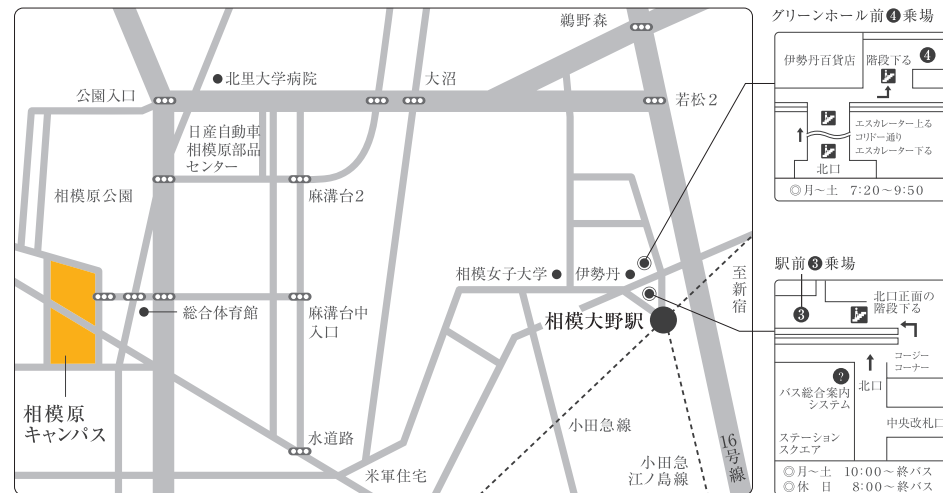 鵜野森
北里大学病院
大沼
公園入口
若松2
日産自動車
相模原部品
センター
相模原公園
麻溝台2
相模女子大学
伊勢丹
至新宿
総合体育館
麻溝台中
入口
相模大野駅
相模原
キャンパス
水道路
小田急線
米軍住宅
小田急
江ノ島線
16号線
グリーンホール前4乗場
伊勢丹百貨店
階段下る
4
エスカレーター上る
コリドー通り
エスカレーター下る
北口
◎月～土 7:20～9:50
駅前3乗場
3
北口正面の
階段下る
コージー
コーナー
?
北口
バス総合案内
システム
中央改札口
ステーション
スクエア
◎月～土 10:00～終バス
◎休 日 8:00～終バス